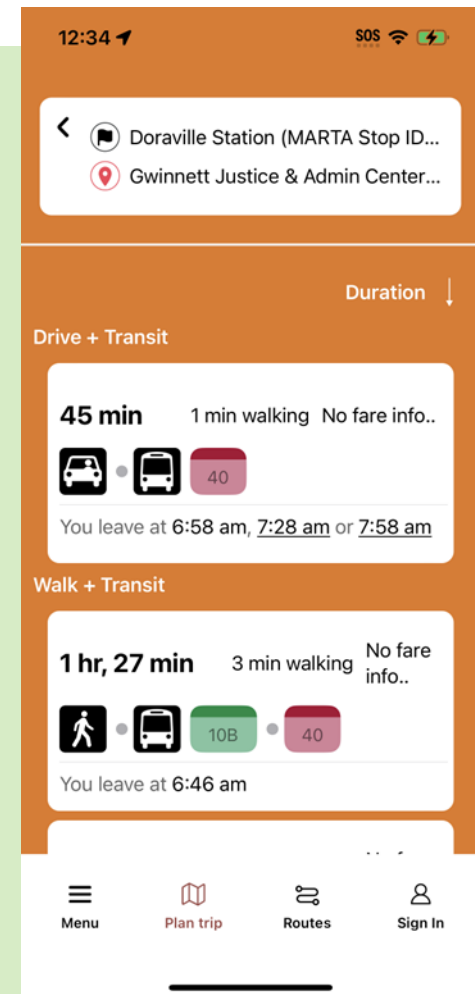 12:34 SOS
Doraville Station (MARTA Stop ID...
Gwinnett Justice & Admin Center...
Duration
Drive + Transit
45 min 1 min walking No fare info..
40
You leave at 6:58 am, 7:28 am or 7:58 am
Walk + Transit
1 hr, 27 min 3 min walking No fare
info..
10B 40
You leave at 6:46 am
Menu Plan trip Routes Sign In